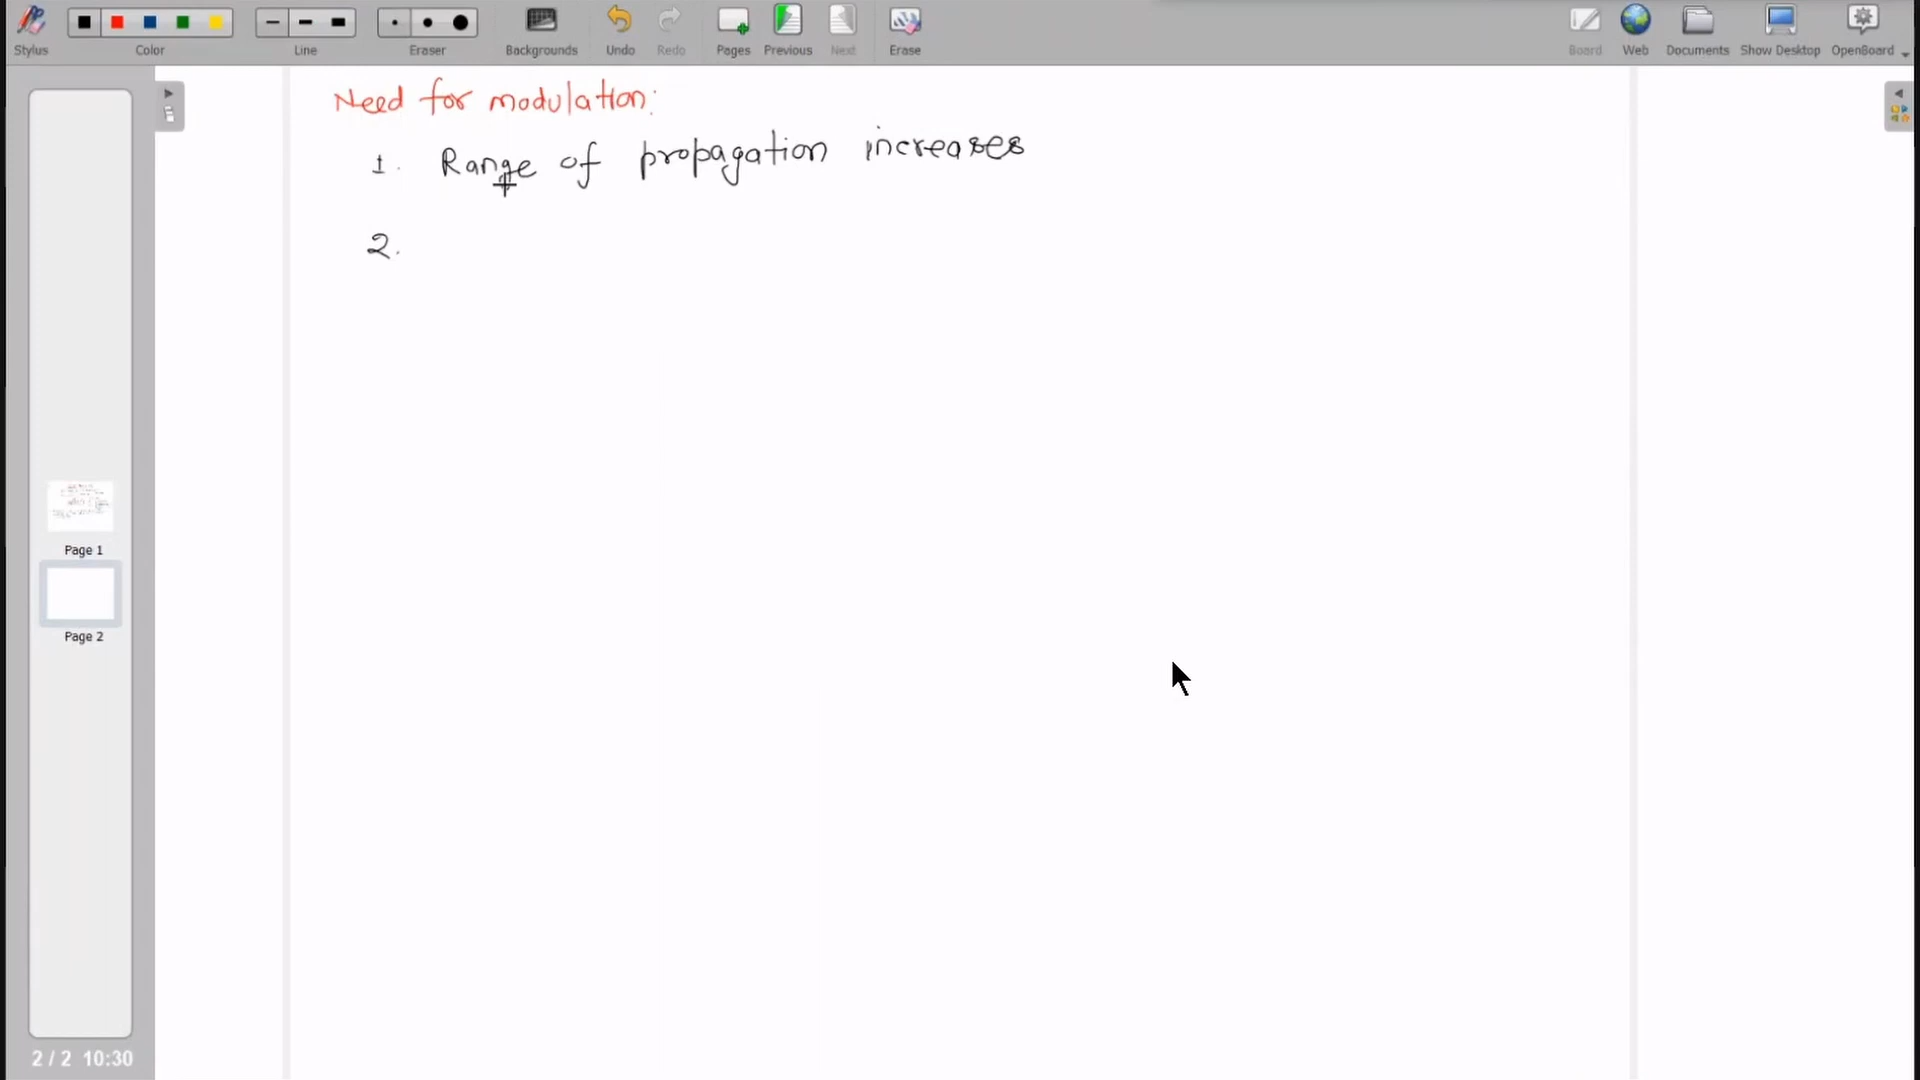 Stylus Color Line Eraser Backgrounds Undo Redo Pages Previous Next Erase Board Web Documents Show Desktop OpenBoard
Need for modulation:
1. Range of propagation increases
2.
Page 1
Page 2
2 / 2 10:30